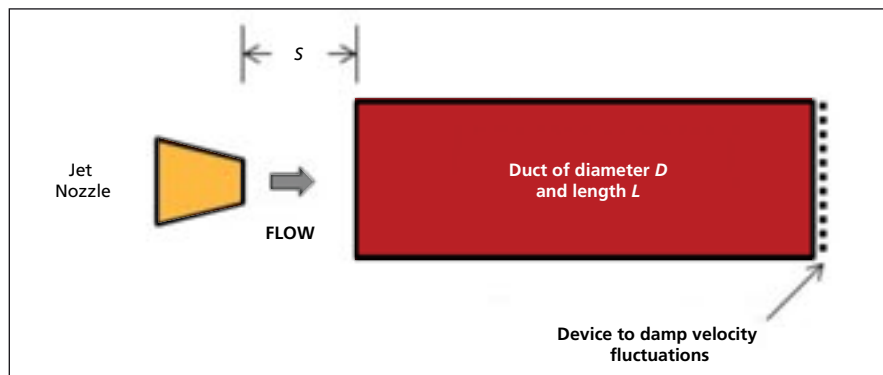 S
Jet
Nozzle
FLOW
Duct of diameter D
and length L
Device to damp velocity
fluctuations